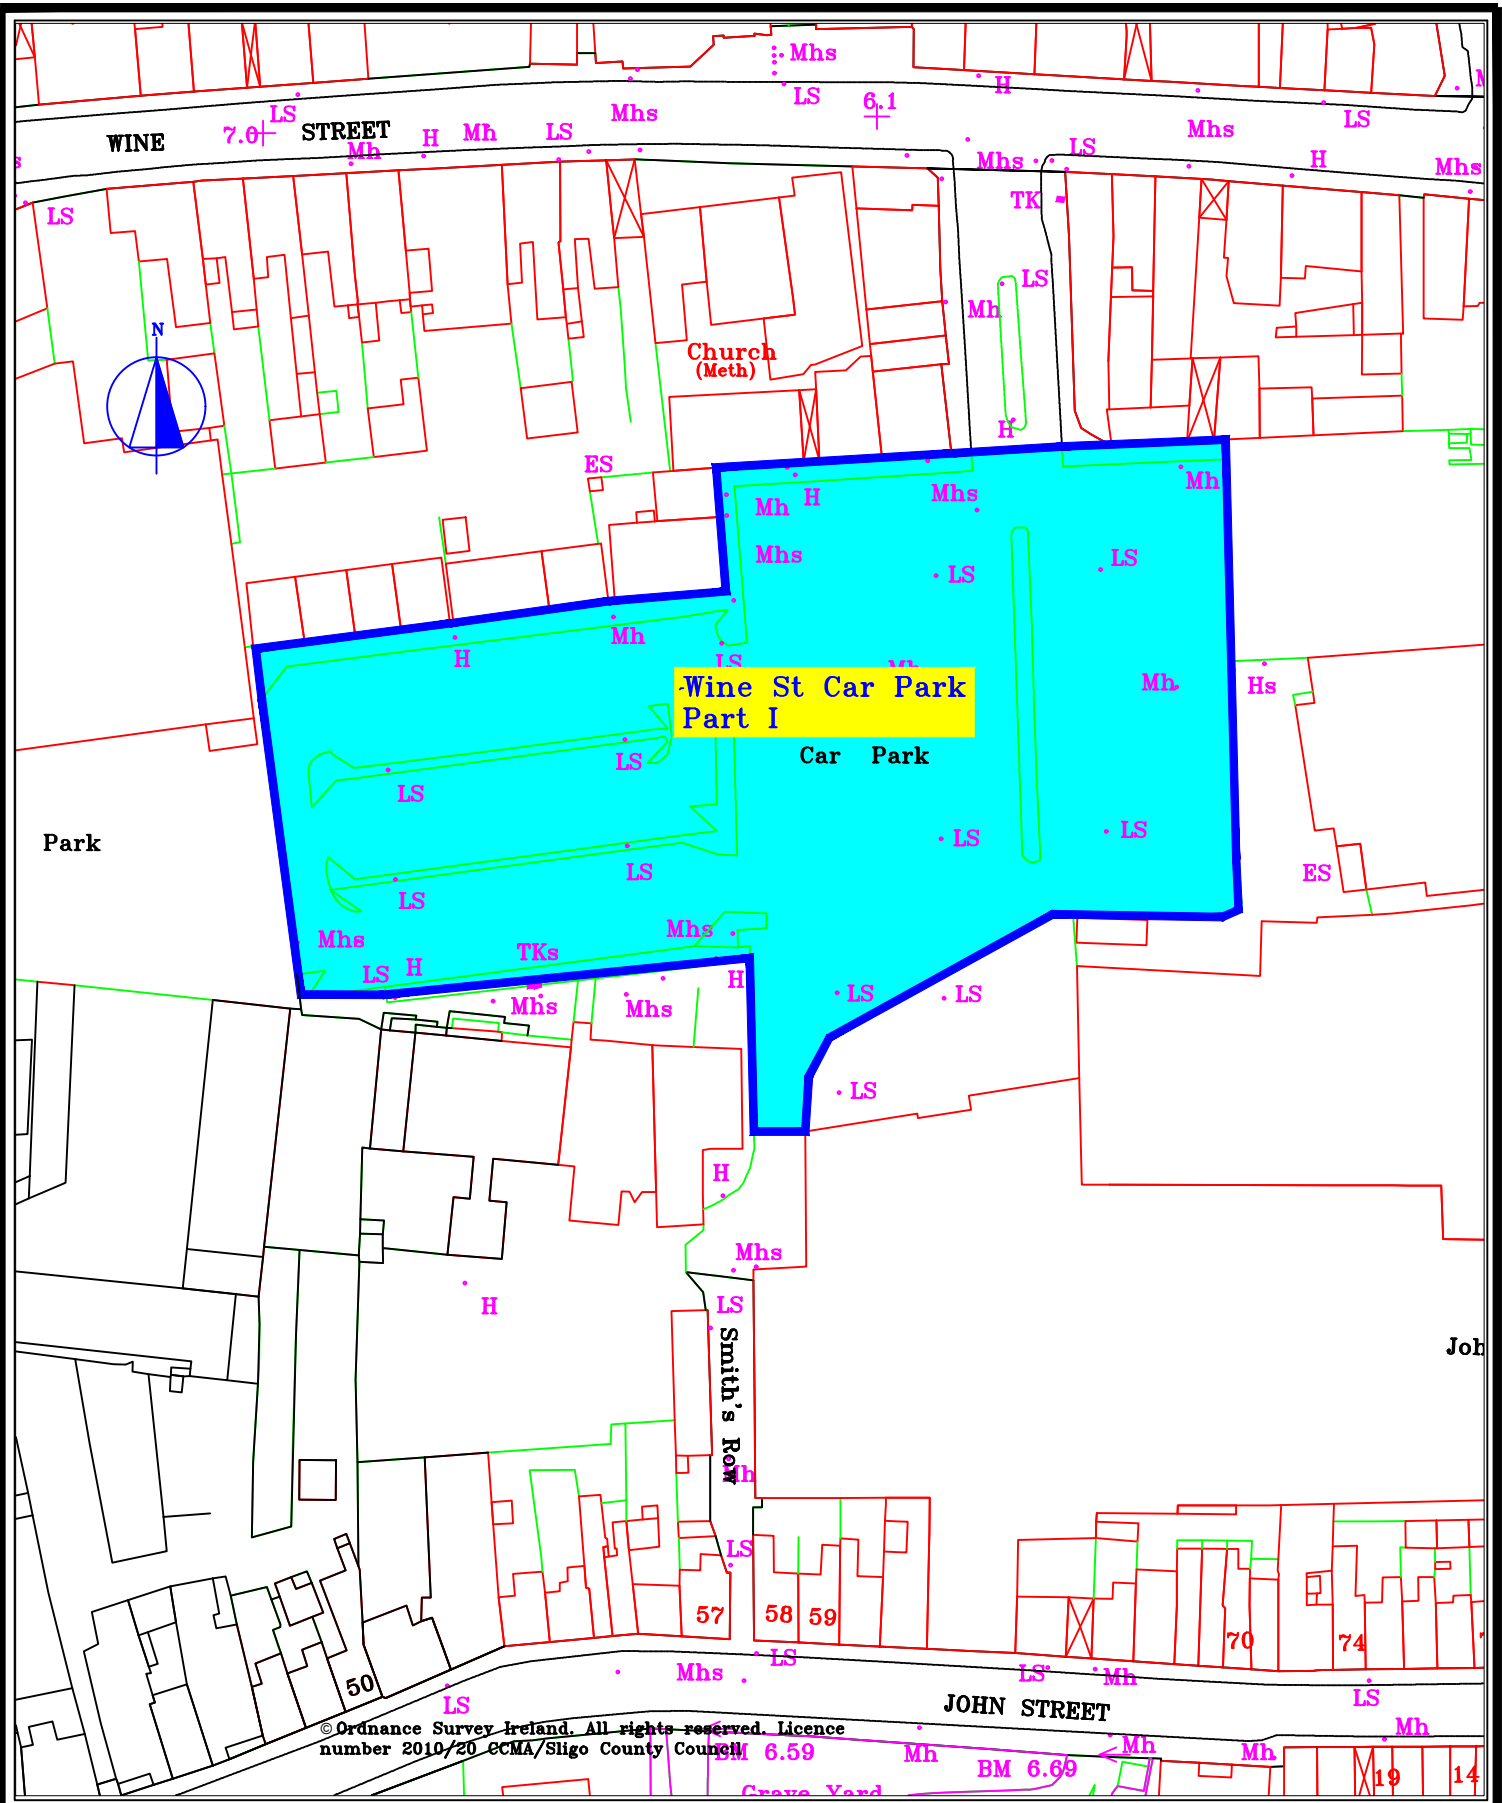 Mhs
LS
H
LS
6.1
LS
Mhs
WINE STREET
7.0
Mh
H
Mh
LS
Mhs
LS
Mhs
H
Mhs
LS
TK
LS
Mh
Church
(Meth)
N
H
ES
Mh
H
Mhs
Mh
Mhs
LS
LS
Mh
H
LS
Mh
Hs
Wine St Car Park
Part I
Car Park
LS
LS
Park
LS
LS
LS
LS
ES
Mhs
Mhs
TKs
LS
H
H
LS
LS
Mhs
Mhs
LS
H
Mhs
LS
H
Smith's Row
Mh
LS
57
58
59
70
74
50
LS
Mhs
LS
LS
Mh
LS
JOHN STREET
© Ordnance Survey Ireland. All rights reserved. Licence
number 2010/20 CCMA/Sligo County Council
BM 6.59
Mh
Mh
BM 6.69
Mh
Mh
19
14
Grave Yard